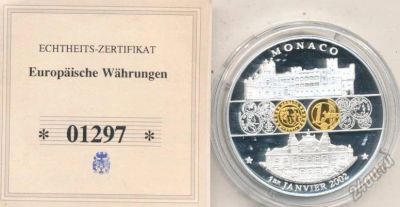 ECHTHEITS-ZERTIFIKAT
Europäische Währungen
* 01297 *
MONACO
1ER JANVIER 2002